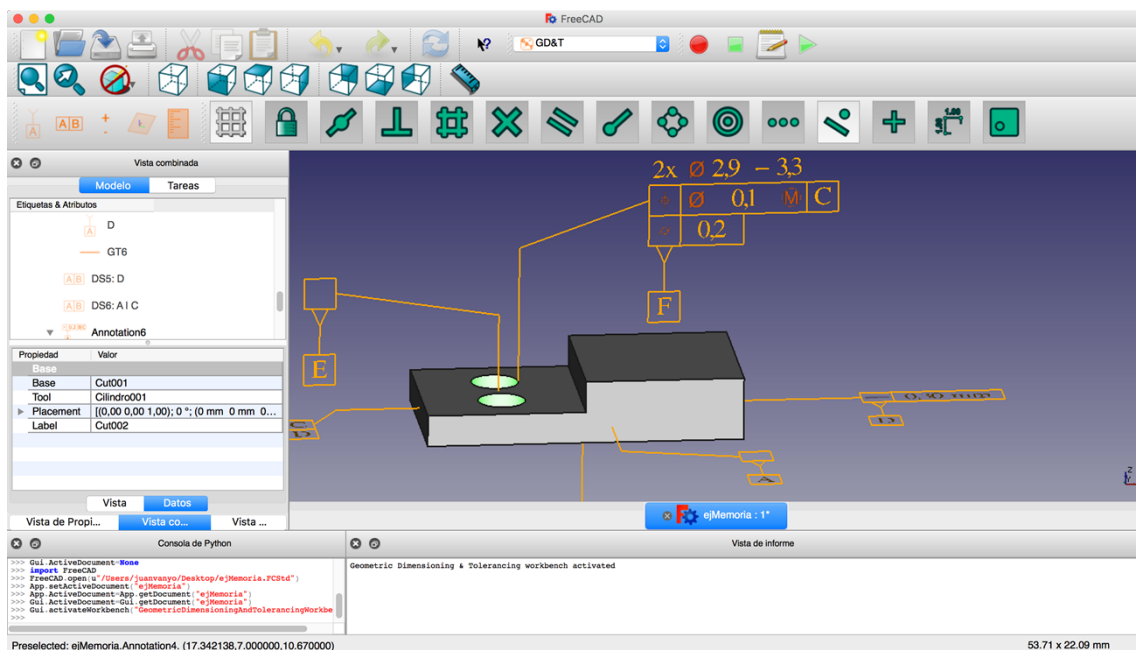 FreeCAD
GD&T
Vista combinada
Modelo Tareas
Etiquetas & Atributos
D
GT6
DS5: D
DS6: A I C
Annotation6
Propiedad Valor
Base
Base Cut001
Tool Cilindro001
Placement [(0,00 0,00 1,00); 0 °; (0 mm 0 mm 0...
Label Cut002
Vista Datos
Vista de Propi... Vista co... Vista ...
2x Ø 2,9 – 3,3
Ø 0,1 Ⓜ C
0,2
F
E
C
D
0,30 mm
D
A
Z
Y
ejMemoria : 1*
Consola de Python
>>> Gui.ActiveDocument=None
>>> import FreeCAD
>>> FreeCAD.open(u"/Users/juanvanyo/Desktop/ejMemoria.FCStd")
>>> App.setActiveDocument("ejMemoria")
>>> App.ActiveDocument=App.getDocument("ejMemoria")
>>> Gui.ActiveDocument=Gui.getDocument("ejMemoria")
>>> Gui.activateWorkbench("GeometricDimensioningAndTolerancingWorkbe
>>>
Vista de informe
Geometric Dimensioning & Tolerancing workbench activated
Preselected: ejMemoria.Annotation4. (17.342138,7.000000,10.670000)
53.71 x 22.09 mm